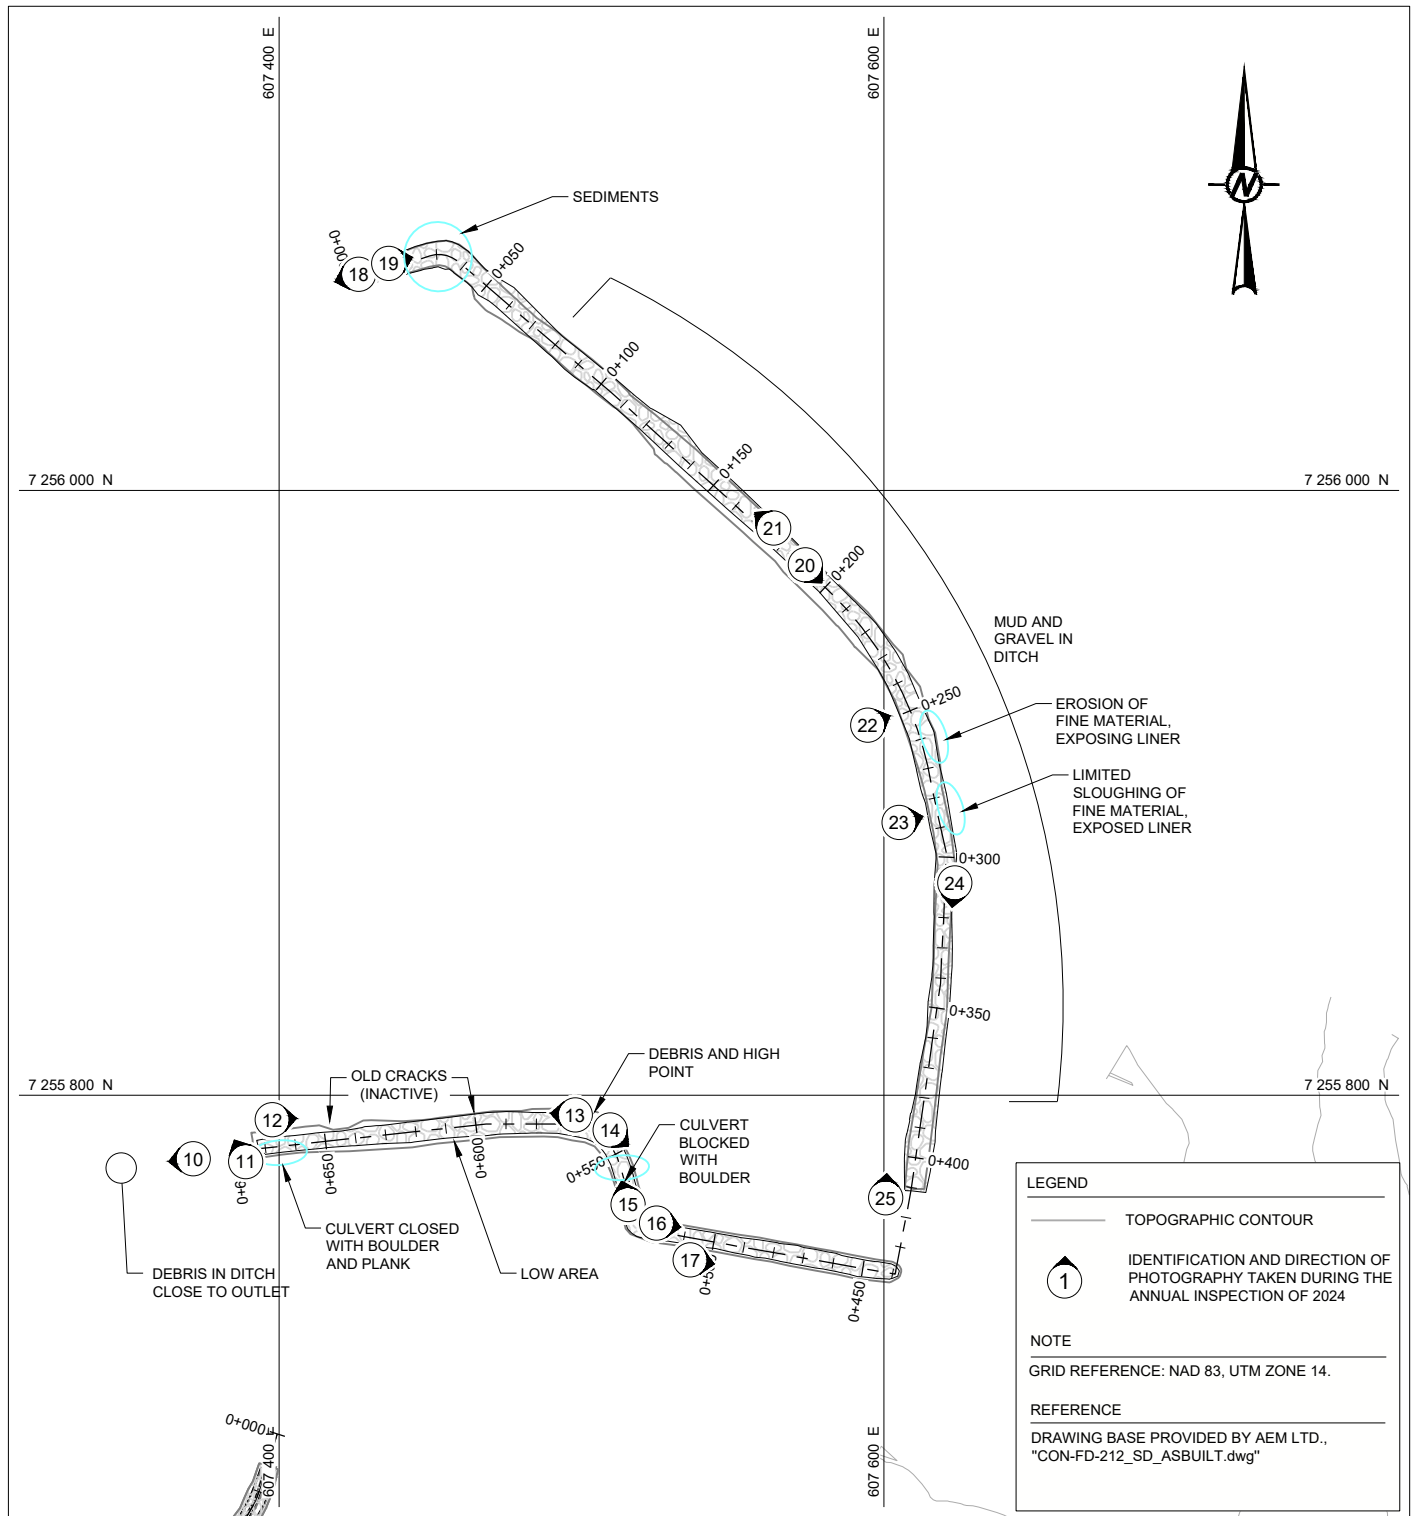 607 400  E
607 600  E
N
SEDIMENTS
0+00
18
19
0+050
0+100
0+150
7 256 000  N
7 256 000  N
21
20
0+200
MUD AND
GRAVEL IN
DITCH
22
0+250
EROSION OF
FINE MATERIAL,
EXPOSING LINER
LIMITED
SLOUGHING OF
FINE MATERIAL,
EXPOSED LINER
23
0+300
24
0+350
7 255 800  N
7 255 800  N
DEBRIS AND HIGH
POINT
OLD CRACKS
(INACTIVE)
12
13
14
CULVERT
BLOCKED
WITH
BOULDER
10
11
0+6
0+650
0+600
0+550
0+400
25
15
16
17
0+5
0+450
CULVERT CLOSED
WITH BOULDER
AND PLANK
LOW AREA
DEBRIS IN DITCH
CLOSE TO OUTLET
0+000
607 400  E
607 600  E
LEGEND
TOPOGRAPHIC CONTOUR
1
IDENTIFICATION AND DIRECTION OF
PHOTOGRAPHY TAKEN DURING THE
ANNUAL INSPECTION OF 2024
NOTE
GRID REFERENCE: NAD 83, UTM ZONE 14.
REFERENCE
DRAWING BASE PROVIDED BY AEM LTD.,
"CON-FD-212_SD_ASBUILT.dwg"